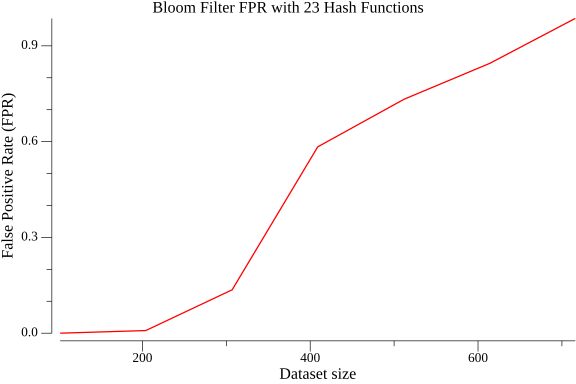 Bloom Filter FPR with 23 Hash Functions
False Positive Rate (FPR)
0.9
0.6
0.3
0.0
200 400 600
Dataset size